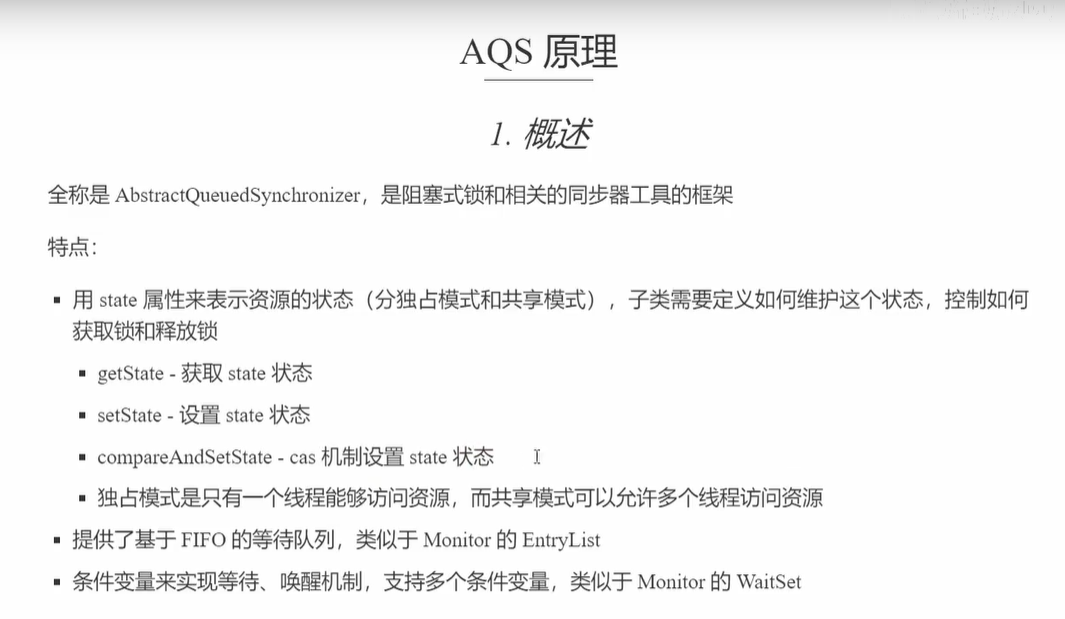 AQS 原理
1. 概述
全称是 AbstractQueuedSynchronizer，是阻塞式锁和相关的同步器工具的框架
特点：
▪ 用 state 属性来表示资源的状态（分独占模式和共享模式），子类需要定义如何维护这个状态，控制如何
获取锁和释放锁
▪ getState - 获取 state 状态
▪ setState - 设置 state 状态
▪ compareAndSetState - cas 机制设置 state 状态
▪ 独占模式是只有一个线程能够访问资源，而共享模式可以允许多个线程访问资源
▪ 提供了基于 FIFO 的等待队列，类似于 Monitor 的 EntryList
▪ 条件变量来实现等待、唤醒机制，支持多个条件变量，类似于 Monitor 的 WaitSet